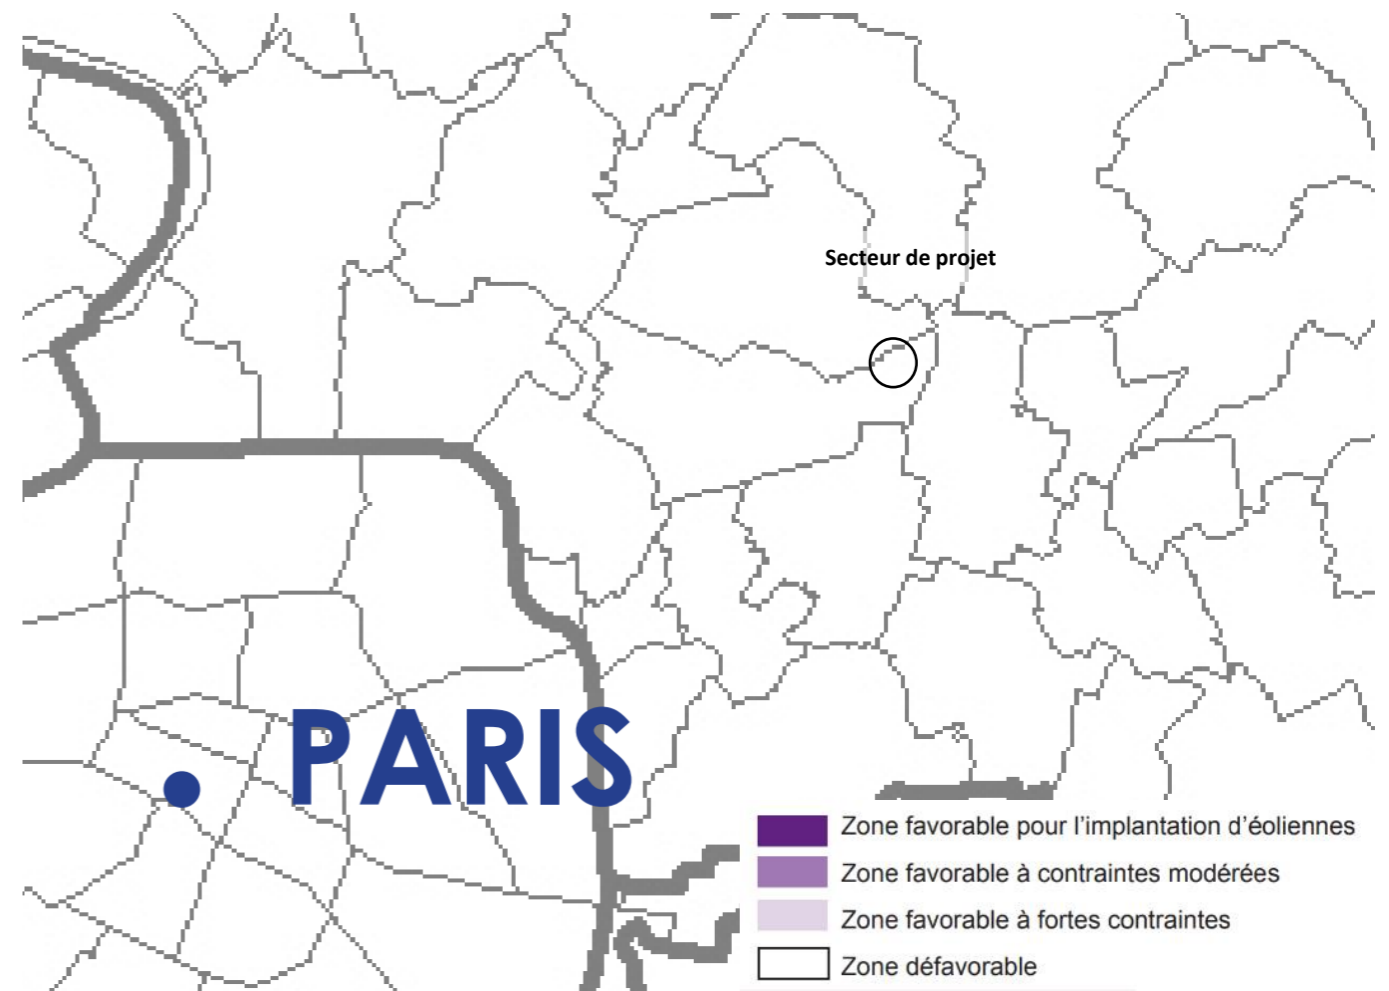 Secteur de projet
PARIS
Zone favorable pour l'implantation d'éoliennes
Zone favorable à contraintes modérées
Zone favorable à fortes contraintes
Zone défavorable